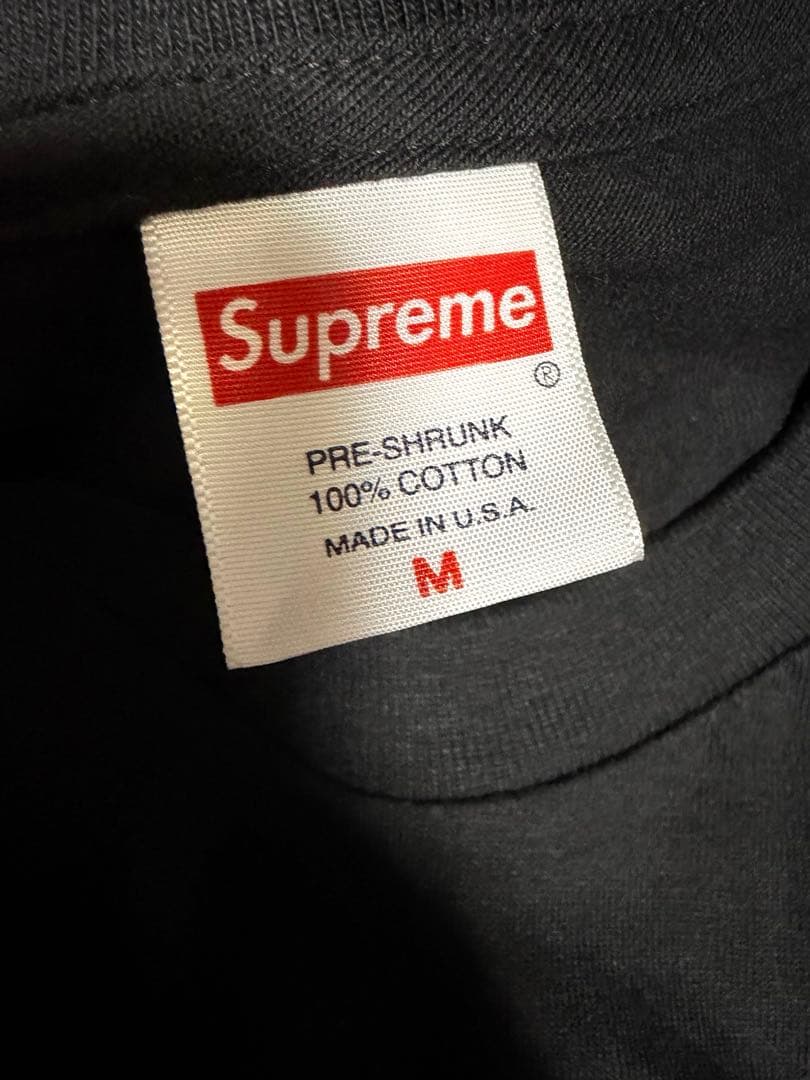 Supreme
®
PRE-SHRUNK
100% COTTON
MADE IN U.S.A.
M